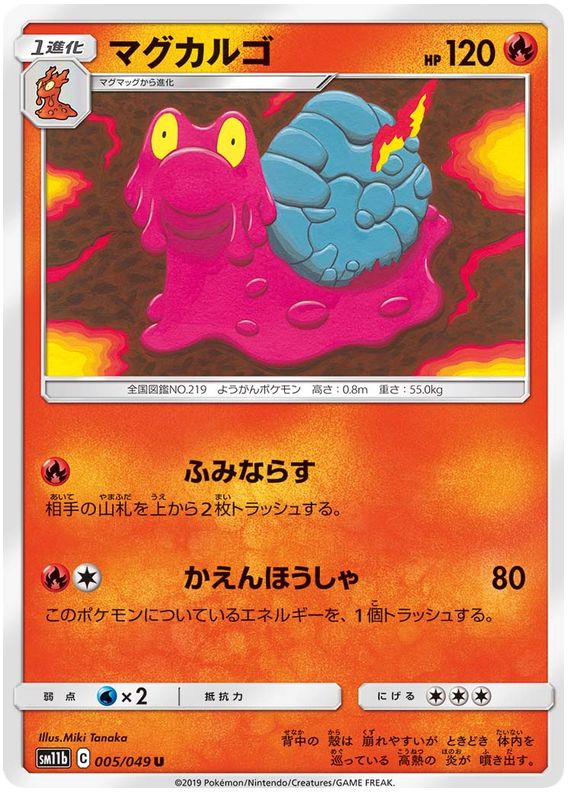 1進化 マグカルゴ HP 120
マグマッグから進化
全国図鑑NO.219 ようがんポケモン 高さ:0.8m 重さ:55.0kg
ふみならす
相手の山札を上から2枚トラッシュする。
かえんほうしゃ 80
このポケモンについているエネルギーを、1個トラッシュする。
弱点 ×2 抵抗力 にげる
Illus.Miki Tanaka
背中の 殻は 崩れやすいが ときどき 体内を
巡っている 高熱の 炎が 噴き出す。
sm11b C 005/049 U
©2019 Pokémon/Nintendo/Creatures/GAME FREAK.